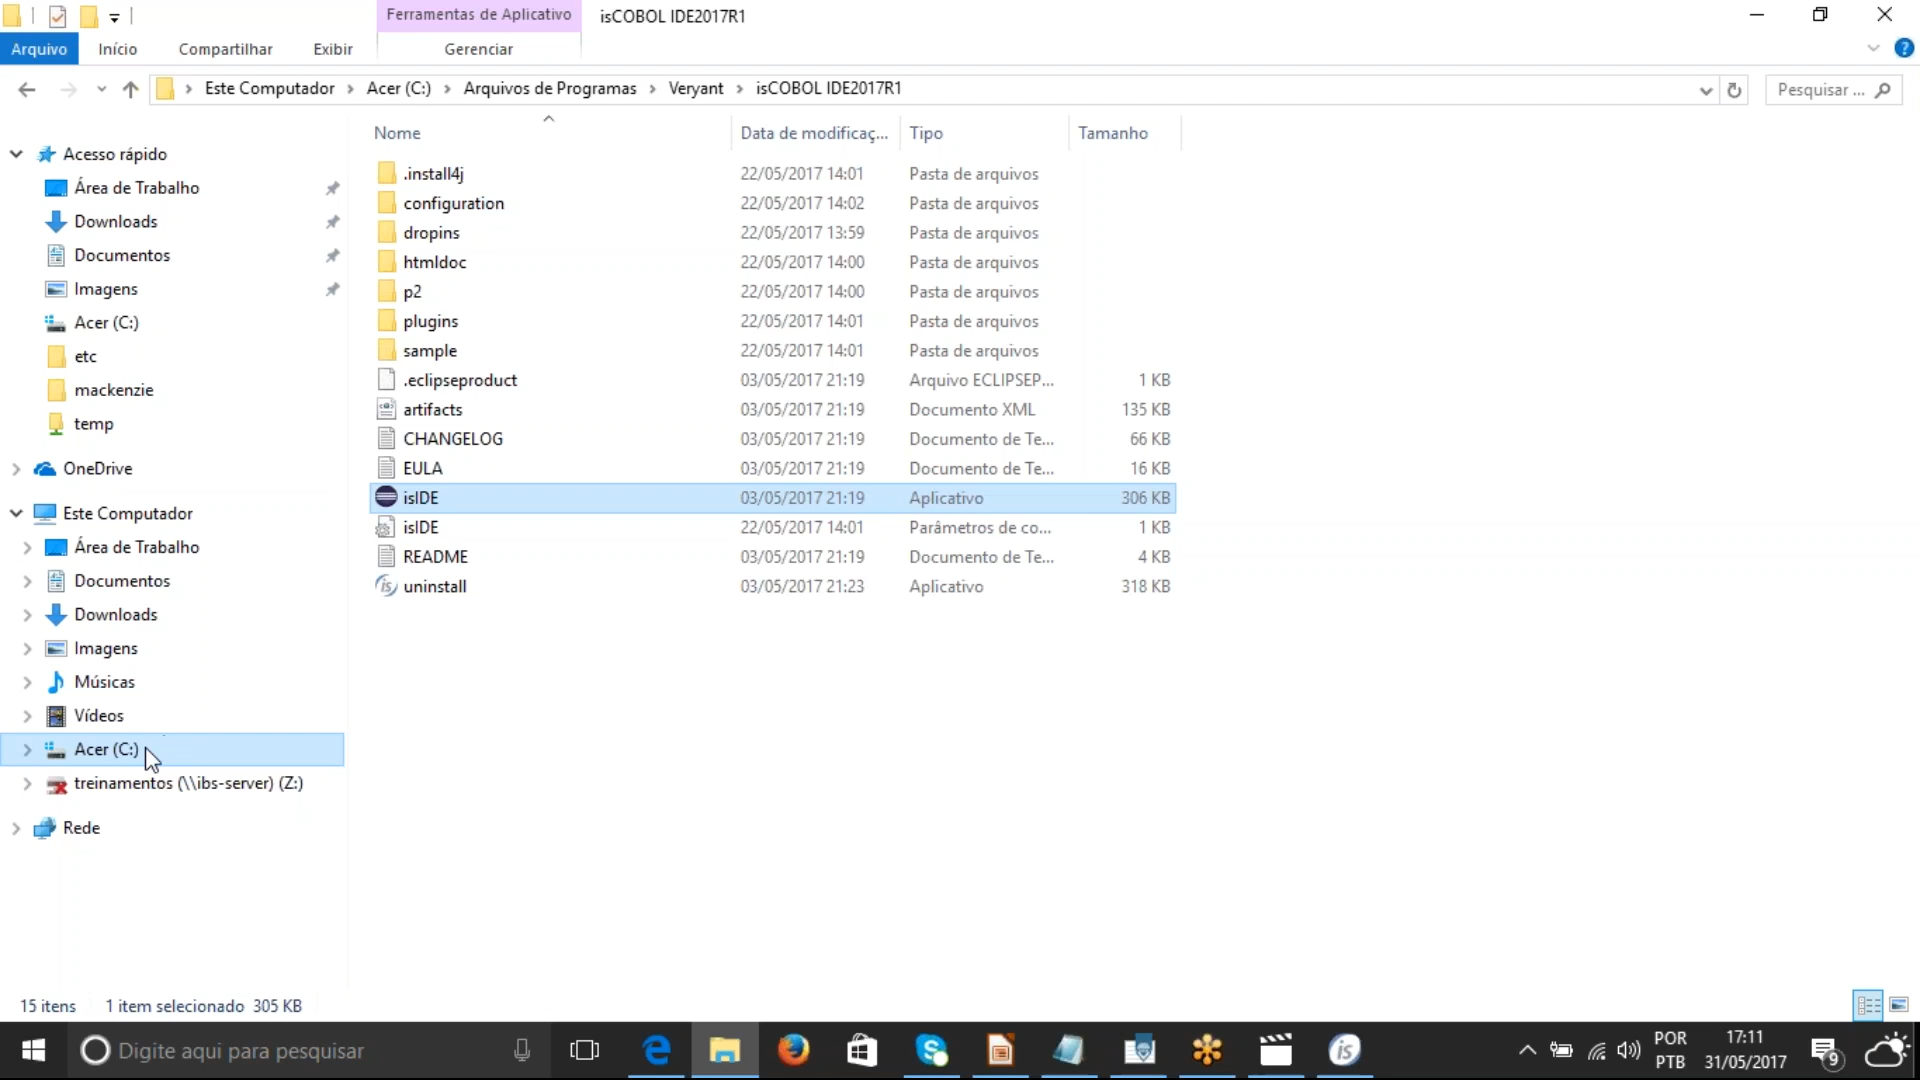 Ferramentas de Aplicativo
isCOBOL IDE2017R1
Arquivo
Início
Compartilhar
Exibir
Gerenciar
?
Este Computador
Acer (C:)
Arquivos de Programas
Veryant
isCOBOL IDE2017R1
Pesquisar ...
Nome
Data de modificaç...
Tipo
Tamanho
Acesso rápido
Área de Trabalho
Downloads
Documentos
Imagens
Acer (C:)
etc
mackenzie
temp
OneDrive
Este Computador
Área de Trabalho
Documentos
Downloads
Imagens
Músicas
Vídeos
Acer (C:)
treinamentos (\\ibs-server) (Z:)
Rede
.install4j 22/05/2017 14:01 Pasta de arquivos
configuration 22/05/2017 14:02 Pasta de arquivos
dropins 22/05/2017 13:59 Pasta de arquivos
htmldoc 22/05/2017 14:00 Pasta de arquivos
p2 22/05/2017 14:00 Pasta de arquivos
plugins 22/05/2017 14:01 Pasta de arquivos
sample 22/05/2017 14:01 Pasta de arquivos
.eclipseproduct 03/05/2017 21:19 Arquivo ECLIPSEP... 1 KB
artifacts 03/05/2017 21:19 Documento XML 135 KB
CHANGELOG 03/05/2017 21:19 Documento de Te... 66 KB
EULA 03/05/2017 21:19 Documento de Te... 16 KB
isIDE 03/05/2017 21:19 Aplicativo 306 KB
isIDE 22/05/2017 14:01 Parâmetros de co... 1 KB
README 03/05/2017 21:19 Documento de Te... 4 KB
uninstall 03/05/2017 21:23 Aplicativo 318 KB
15 itens
1 item selecionado 305 KB
Digite aqui para pesquisar
is
POR
PTB
17:11
31/05/2017
9